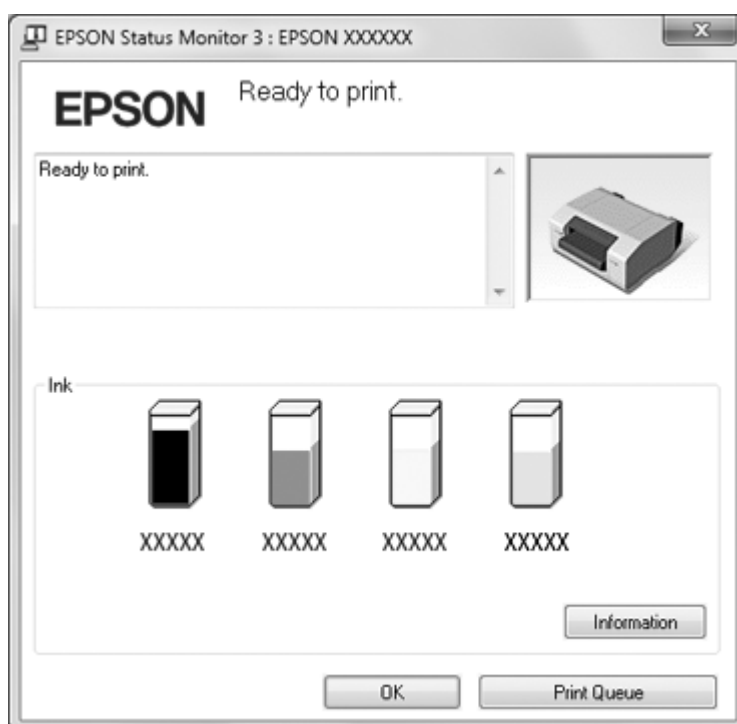 EPSON Status Monitor 3 : EPSON XXXXXX
EPSON
Ready to print.
Ready to print.
Ink
XXXXX XXXXX XXXXX XXXXX
Information
OK Print Queue